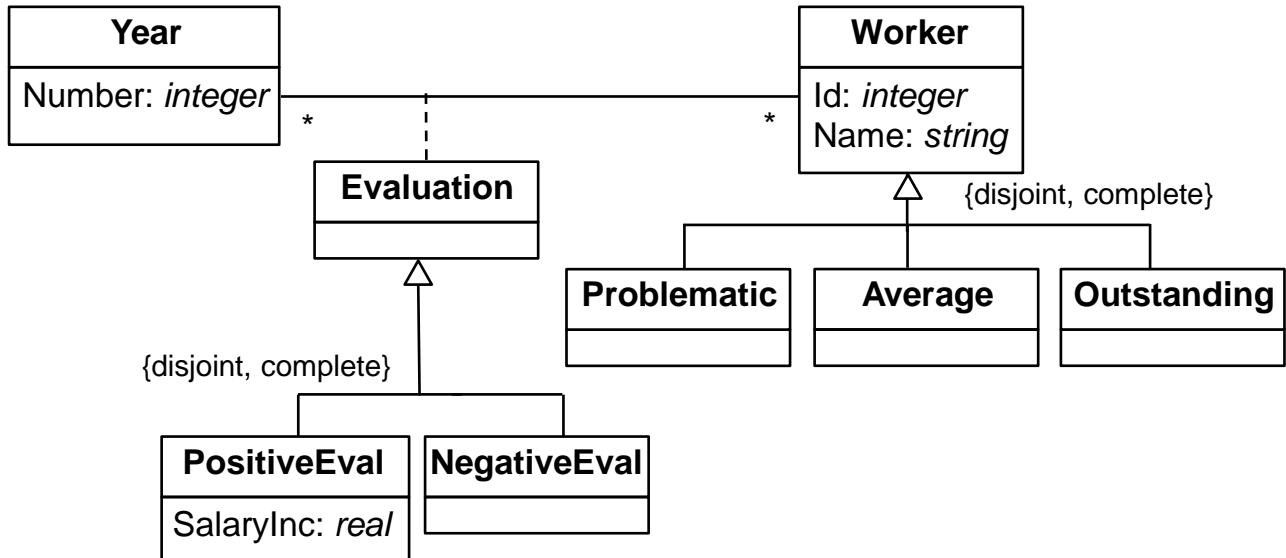 Year
Number: integer
*
*
Worker
Id: integer
Name: string
Evaluation
{disjoint, complete}
Problematic
Average
Outstanding
{disjoint, complete}
PositiveEval
SalaryInc: real
NegativeEval